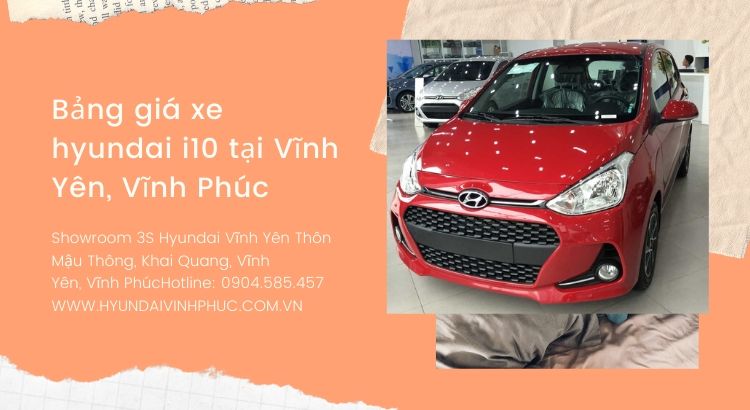 Bảng giá xe
hyundai i10 tại Vĩnh
Yên, Vĩnh Phúc
Showroom 3S Hyundai Vĩnh Yên Thôn
Mậu Thông, Khai Quang, Vĩnh
Yên, Vĩnh PhúcHotline: 0904.585.457
WWW.HYUNDAIVINHPHUC.COM.VN